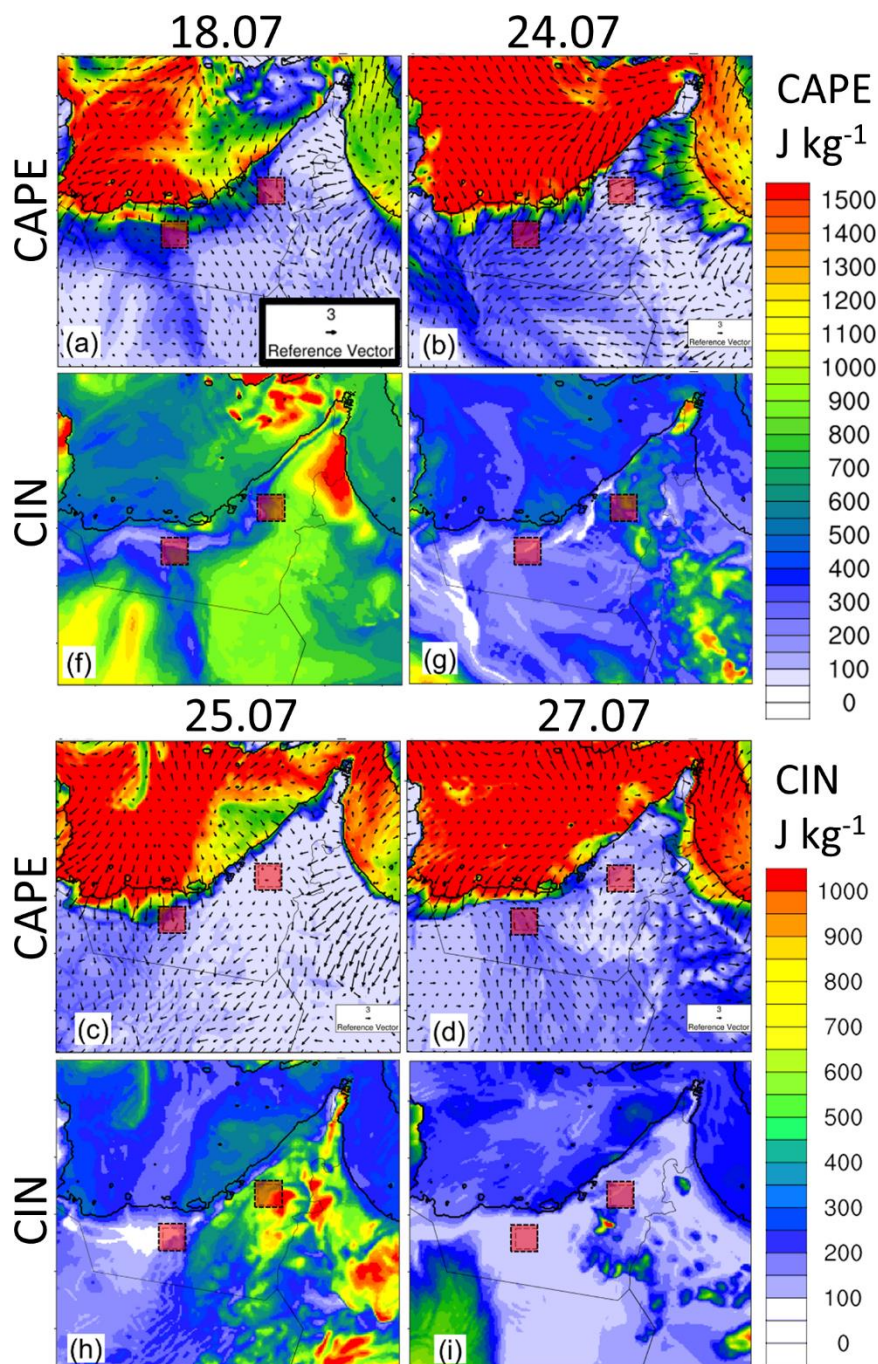 18.07 24.07
CAPE
J kg-1
CAPE
1500
1400
1300
1200
1100
1000
900
800
700
600
500
400
300
200
100
0
3
Reference Vector
(a)
3
Reference Vector
(b)
CIN
(f)
(g)
25.07 27.07
CIN
J kg-1
CAPE
1000
900
800
700
600
500
400
300
200
100
0
3
Reference Vector
(c)
3
Reference Vector
(d)
CIN
(h)
(i)